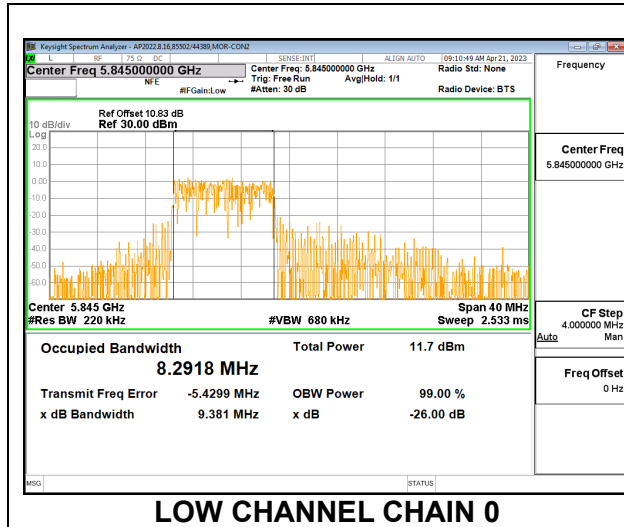 Keysight Spectrum Analyzer - AP2022.8.16,85502/44389,MOR-CON2
L RF 75 Ω DC SENSE:INT ALIGN AUTO 09:10:49 AM Apr 21, 2023
Center Freq 5.845000000 GHz
NFE
#IFGain:Low
Center Freq: 5.845000000 GHz
Trig: Free Run Avg|Hold: 1/1
#Atten: 30 dB
Radio Std: None
Radio Device: BTS
Frequency
Ref Offset 10.83 dB
10 dB/div Ref 30.00 dBm
Log
20.0
10.0
0.00
-10.0
-20.0
-30.0
-40.0
-50.0
-60.0
Center 5.845 GHz Span 40 MHz
#Res BW 220 kHz #VBW 680 kHz Sweep 2.533 ms
Center Freq
5.845000000 GHz
CF Step
4.000000 MHz
Auto Man
Freq Offset
0 Hz
Occupied Bandwidth Total Power 11.7 dBm
8.2918 MHz
Transmit Freq Error -5.4299 MHz OBW Power 99.00 %
x dB Bandwidth 9.381 MHz x dB -26.00 dB
MSG STATUS
LOW CHANNEL CHAIN 0